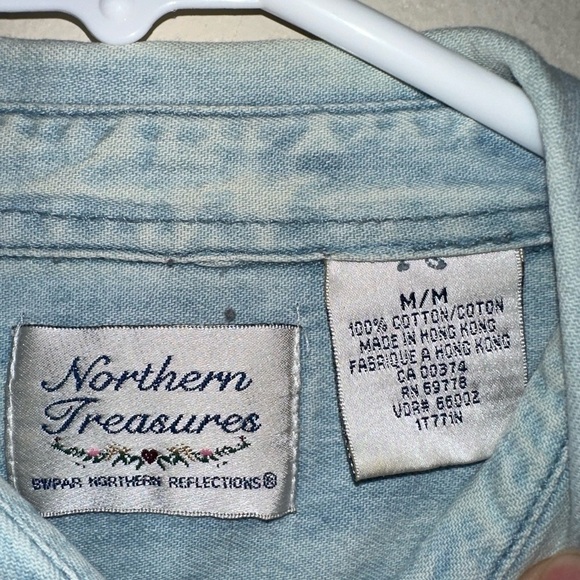 Northern
Treasures
BY/PAR NORTHERN REFLECTIONS®
M/M
100% COTTON/COTON
MADE IN HONG KONG
FABRIQUE A HONG KONG
CA 00374
RN 69778
VDR# 66002
1T771N